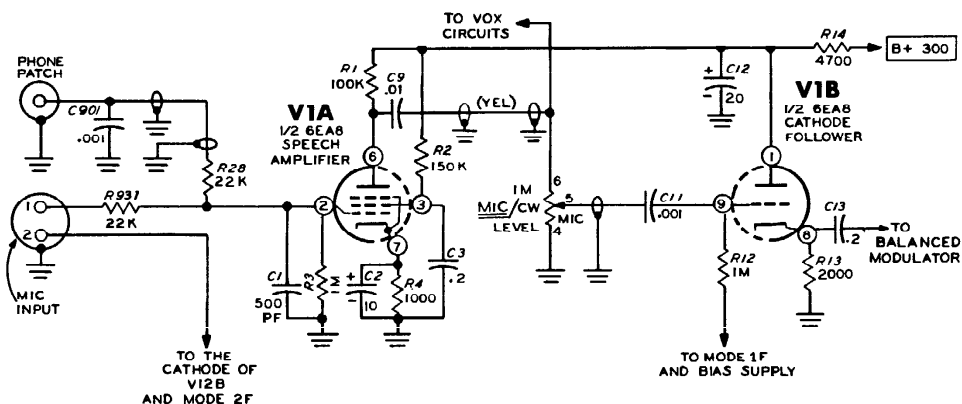 TO VOX
CIRCUITS
R14
4700
B+ 300
PHONE
PATCH
C901
.001
R1
100K
C9
.01
(YEL)
C12
+
-
20
V1B
1/2 6EA8
CATHODE
FOLLOWER
V1A
1/2 6EA8
SPEECH
AMPLIFIER
R2
150K
R28
22K
6
1
1M
MIC/CW
LEVEL
6
5
MIC
4
C11
.001
1
R931
22K
2
2
3
7
9
8
C13
.2
TO
BALANCED
MODULATOR
MIC
INPUT
C1
500
PF
R3
1M
C2
+
-
10
R4
1000
C3
.2
R12
1M
R13
2000
TO THE
CATHODE OF
V12B
AND MODE 2F
TO MODE 1F
AND BIAS SUPPLY